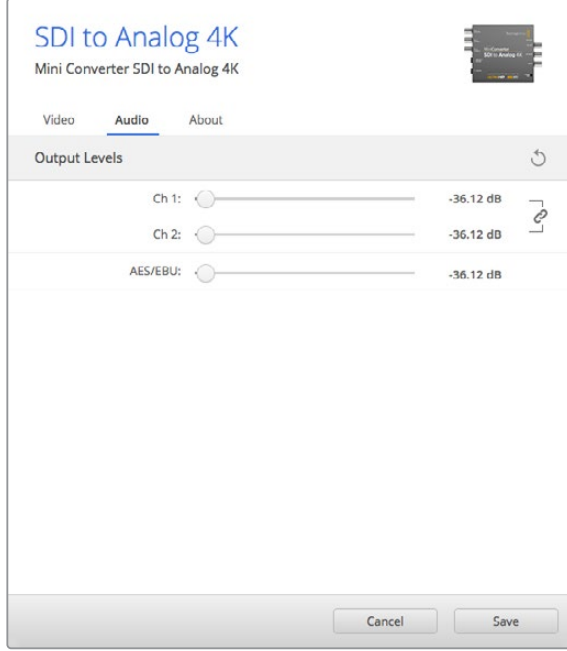 SDI to Analog 4K
Mini Converter SDI to Analog 4K
Video Audio About
Output Levels
Ch 1: -36.12 dB
Ch 2: -36.12 dB
AES/EBU: -36.12 dB
Cancel Save